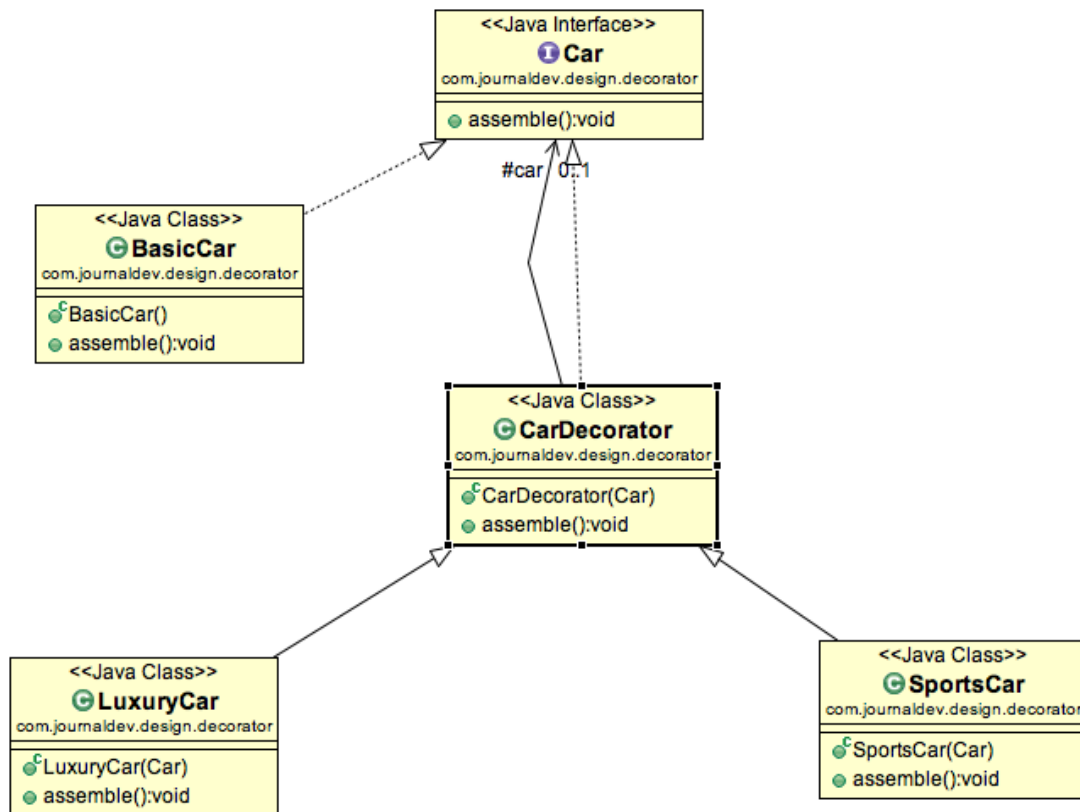 <<Java Interface>>
I Car
com.journaldev.design.decorator
assemble():void
#car 0..1
<<Java Class>>
C BasicCar
com.journaldev.design.decorator
c BasicCar()
assemble():void
<<Java Class>>
C CarDecorator
com.journaldev.design.decorator
c CarDecorator(Car)
assemble():void
<<Java Class>>
C LuxuryCar
com.journaldev.design.decorator
c LuxuryCar(Car)
assemble():void
<<Java Class>>
C SportsCar
com.journaldev.design.decorator
c SportsCar(Car)
assemble():void